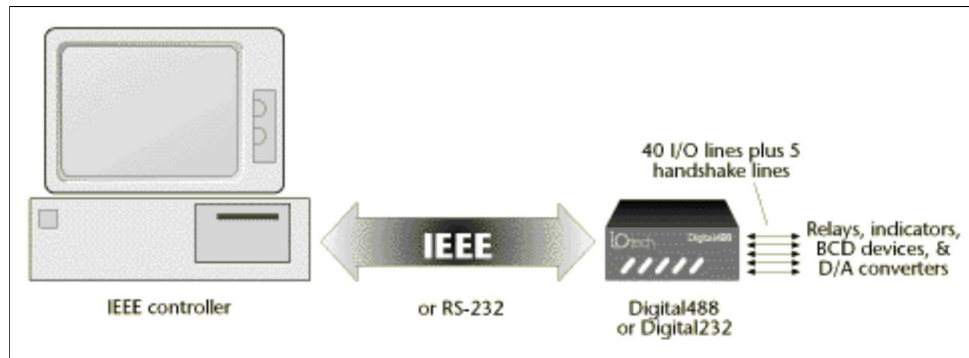 40 I/O lines plus 5
handshake lines
IEEE
iOtech
Digital488
Relays, indicators,
BCD devices, &
D/A converters
IEEE controller
or RS-232
Digital488
or Digital232